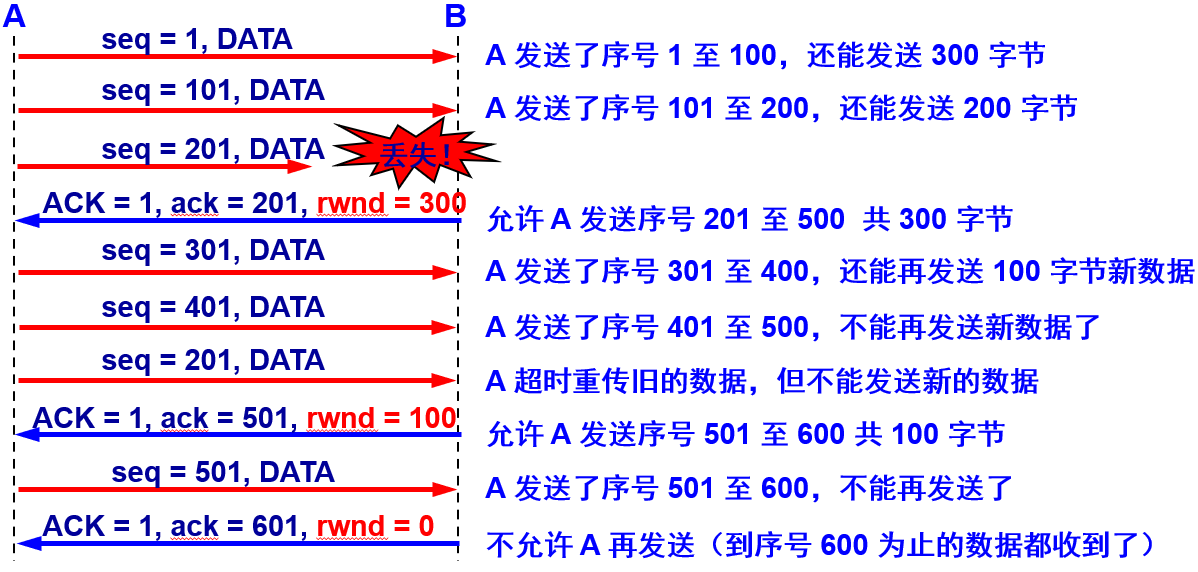 A B
seq = 1, DATA
A 发送了序号 1 至 100，还能发送 300 字节
seq = 101, DATA
A 发送了序号 101 至 200，还能发送 200 字节
seq = 201, DATA
丢失！
ACK = 1, ack = 201, rwnd = 300
允许 A 发送序号 201 至 500 共 300 字节
seq = 301, DATA
A 发送了序号 301 至 400，还能再发送 100 字节新数据
seq = 401, DATA
A 发送了序号 401 至 500，不能再发送新数据了
seq = 201, DATA
A 超时重传旧的数据，但不能发送新的数据
ACK = 1, ack = 501, rwnd = 100
允许 A 发送序号 501 至 600 共 100 字节
seq = 501, DATA
A 发送了序号 501 至 600，不能再发送了
ACK = 1, ack = 601, rwnd = 0
不允许 A 再发送（到序号 600 为止的数据都收到了）